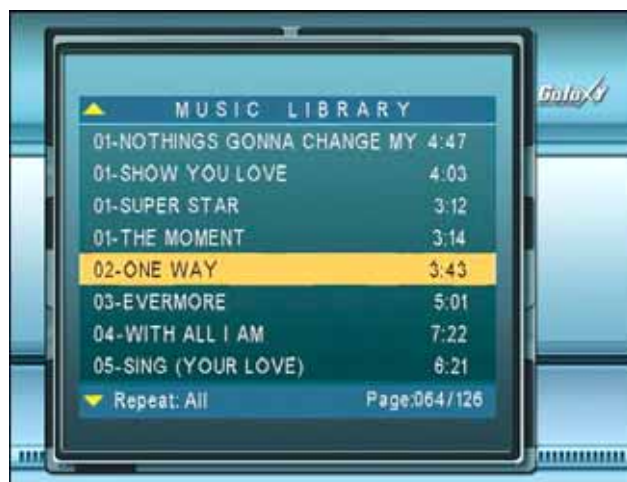 Galaxy
MUSIC LIBRARY
01-NOTHINGS GONNA CHANGE MY 4:47
01-SHOW YOU LOVE 4:03
01-SUPER STAR 3:12
01-THE MOMENT 3:14
02-ONE WAY 3:43
03-EVERMORE 5:01
04-WITH ALL I AM 7:22
05-SING (YOUR LOVE) 6:21
Repeat: All Page:064/126